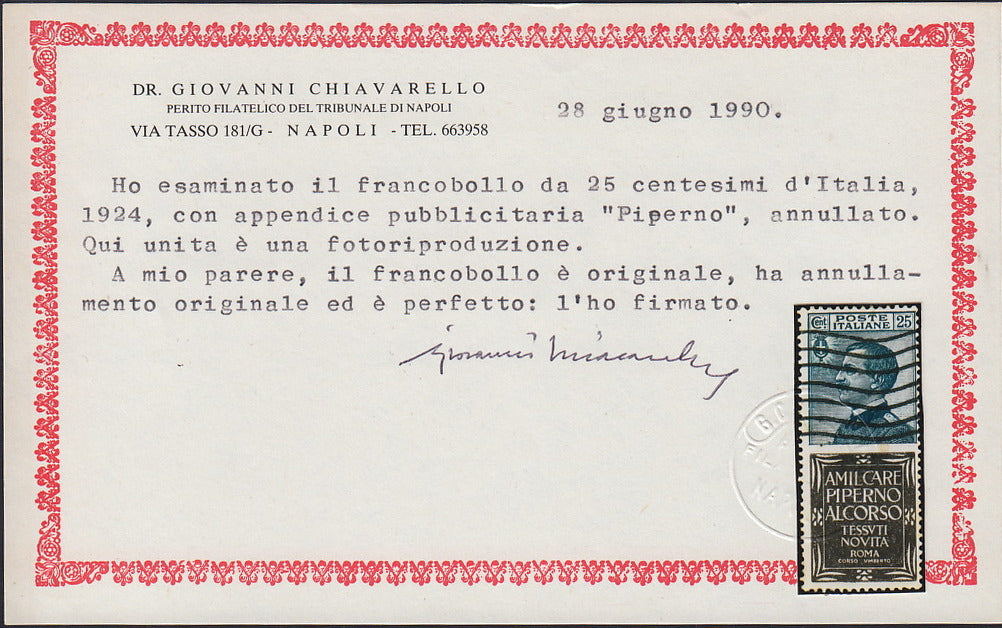 DR. GIOVANNI CHIAVARELLO
PERITO FILATELICO DEL TRIBUNALE DI NAPOLI
VIA TASSO 181/G - NAPOLI - TEL. 663958
28 giugno 1990.
Ho esaminato il francobollo da 25 centesimi d'Italia,
1924, con appendice pubblicitaria "Piperno", annullato.
Qui unita è una fotoriproduzione.
A mio parere, il francobollo è originale, ha annulla-
mento originale ed è perfetto: l'ho firmato.
Cent POSTE ITALIANE 25
AMILCARE
PIPERNO
ALCORSO
TESSVTI
NOVITÀ
ROMA
CORSO VMBERTO